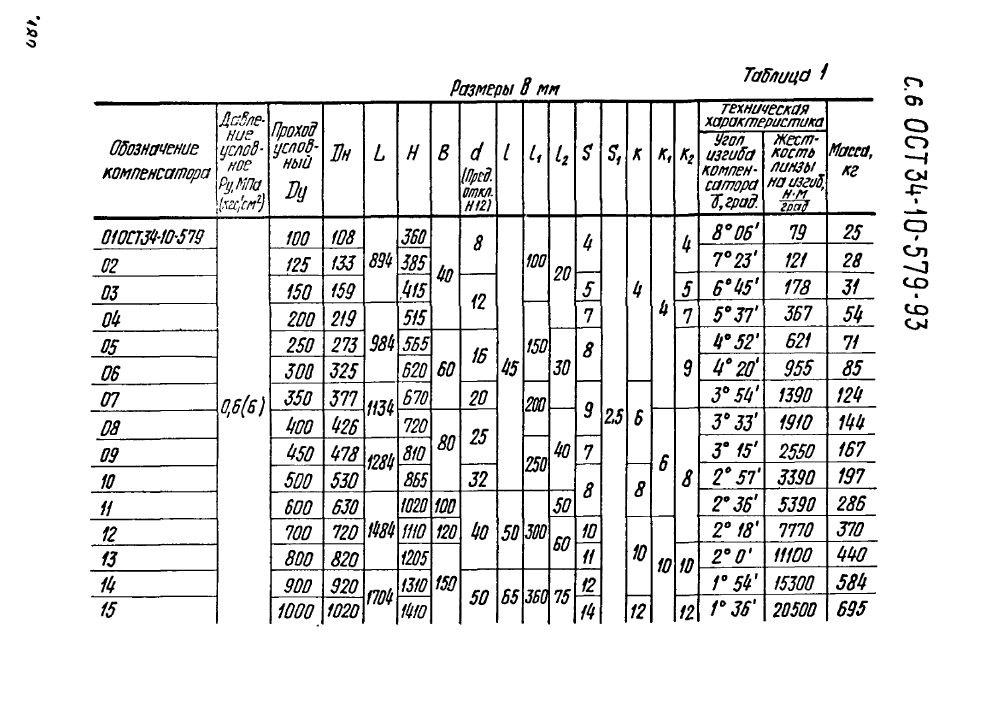 480.
С. 6 ОСТ 34-10-579-93
Таблица 1
Размеры в мм
Обозначение компенсатора | Давление условное Ру, МПа (кгс/см²) | Проход условный Dу | Dн | L | H | B | d (Пред. откл. H12) | l | l₁ | l₂ | S | S₁ | K | K₁ | K₂ | Техническая характеристика: Угол изгиба компенсатора б, град. | Жесткость линзы на изгиб, Н·М/град | Масса, кг
01 ОСТ 34-10-579 | 0,6(6) | 100 | 108 | 894 | 360 | 40 | 8 | 45 | 100 | 20 | 4 | 2,5 | 4 | 4 | 4 | 8° 06' | 79 | 25
02 | 125 | 133 | 385 | 7° 23' | 121 | 28
03 | 150 | 159 | 415 | 12 | 5 | 5 | 6° 45' | 178 | 31
04 | 200 | 219 | 984 | 515 | 60 | 150 | 30 | 7 | 7 | 5° 37' | 367 | 54
05 | 250 | 273 | 565 | 16 | 8 | 9 | 4° 52' | 621 | 71
06 | 300 | 325 | 620 | 4° 20' | 955 | 85
07 | 350 | 377 | 1134 | 670 | 20 | 200 | 9 | 6 | 3° 54' | 1390 | 124
08 | 400 | 426 | 720 | 80 | 25 | 40 | 6 | 8 | 3° 33' | 1910 | 144
09 | 450 | 478 | 1284 | 810 | 250 | 7 | 3° 15' | 2550 | 167
10 | 500 | 530 | 865 | 32 | 8 | 8 | 2° 57' | 3390 | 197
11 | 600 | 630 | 1484 | 1020 | 100 | 40 | 50 | 300 | 50 | 2° 36' | 5390 | 286
12 | 700 | 720 | 1110 | 120 | 60 | 10 | 10 | 10 | 10 | 2° 18' | 7770 | 370
13 | 800 | 820 | 1205 | 150 | 11 | 2° 0' | 11100 | 440
14 | 900 | 920 | 1704 | 1310 | 50 | 65 | 360 | 75 | 12 | 1° 54' | 15300 | 584
15 | 1000 | 1020 | 1410 | 14 | 12 | 12 | 1° 36' | 20500 | 695